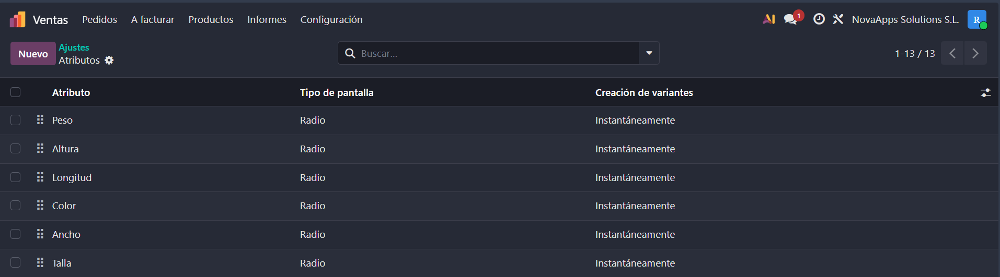 Ventas Pedidos A facturar Productos Informes Configuración AI 1 NovaApps Solutions S.L. R
Nuevo Ajustes Buscar... 1-13 / 13
Atributos
Atributo Tipo de pantalla Creación de variantes
Peso Radio Instantáneamente
Altura Radio Instantáneamente
Longitud Radio Instantáneamente
Color Radio Instantáneamente
Ancho Radio Instantáneamente
Talla Radio Instantáneamente